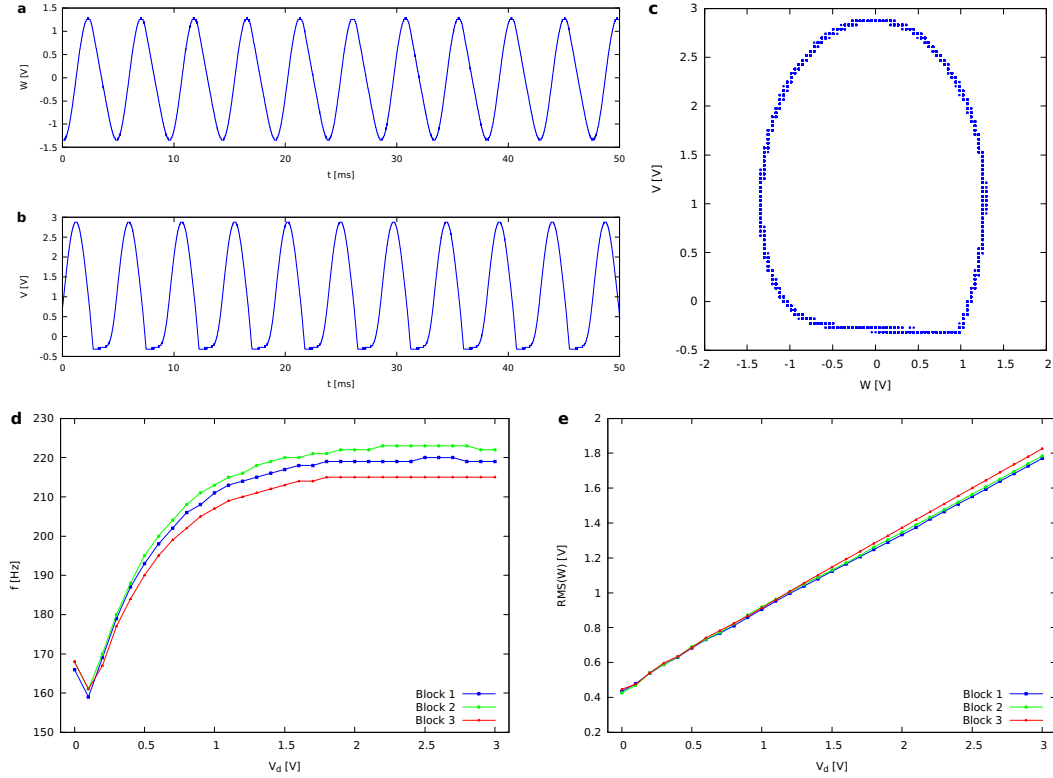 a
W [V]
1.5
1
0.5
0
-0.5
-1
-1.5
0 10 20 30 40 50
t [ms]
b
V [V]
3
2.5
2
1.5
1
0.5
0
-0.5
0 10 20 30 40 50
t [ms]
c
V [V]
3
2.5
2
1.5
1
0.5
0
-0.5
-2 -1.5 -1 -0.5 0 0.5 1 1.5 2
W [V]
d
f [Hz]
230
220
210
200
190
180
170
160
150
Block 1
Block 2
Block 3
0 0.5 1 1.5 2 2.5 3
V_d [V]
e
RMS(W) [V]
2
1.8
1.6
1.4
1.2
1
0.8
0.6
0.4
0.2
Block 1
Block 2
Block 3
0 0.5 1 1.5 2 2.5 3
V_d [V]